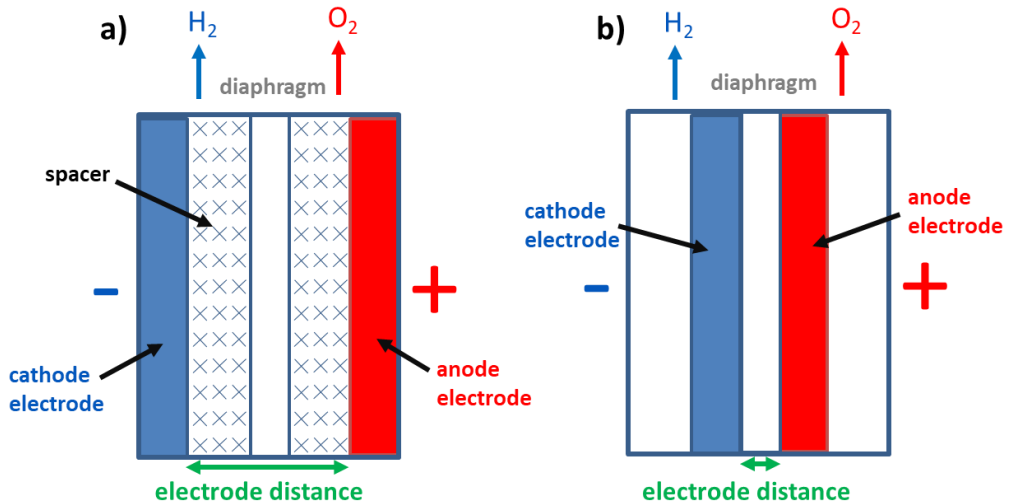 a)
H₂
O₂
diaphragm
spacer
-
+
cathode
electrode
anode
electrode
electrode distance
b)
H₂
O₂
diaphragm
cathode
electrode
anode
electrode
-
+
electrode distance